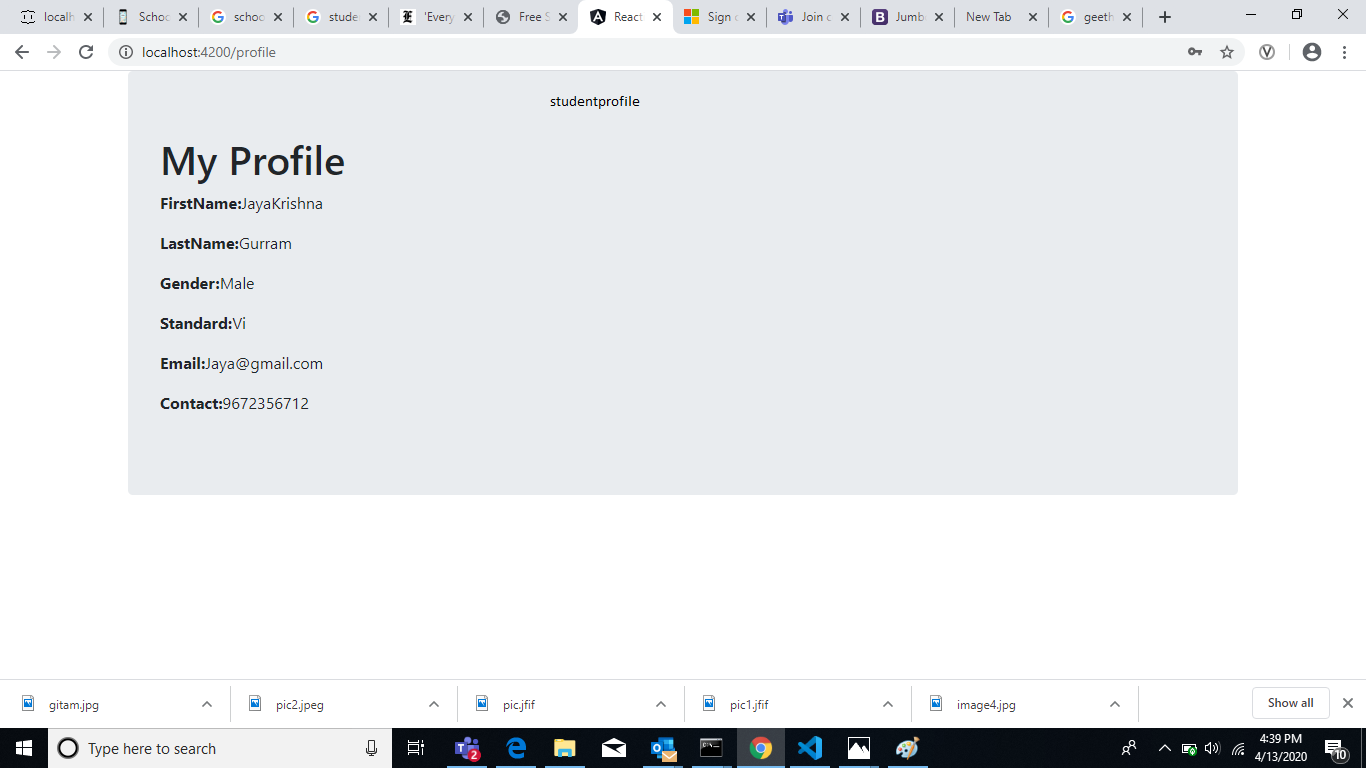 localh
Schoo
schoo
studen
'Every
Free S
React
Sign
Join c
Jumb
New Tab
geeth
localhost:4200/profile
studentprofile
My Profile
FirstName:JayaKrishna
LastName:Gurram
Gender:Male
Standard:Vi
Email:Jaya@gmail.com
Contact:9672356712
gitam.jpg
pic2.jpeg
pic.jfif
pic1.jfif
image4.jpg
Show all
Type here to search
2
4:39 PM
4/13/2020
10